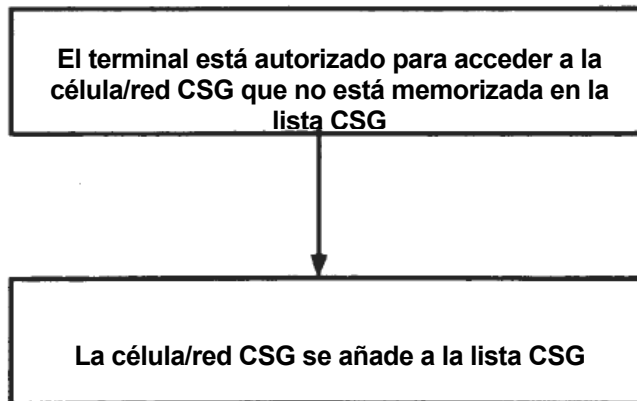 El terminal está autorizado para acceder a la
célula/red CSG que no está memorizada en la
lista CSG
La célula/red CSG se añade a la lista CSG